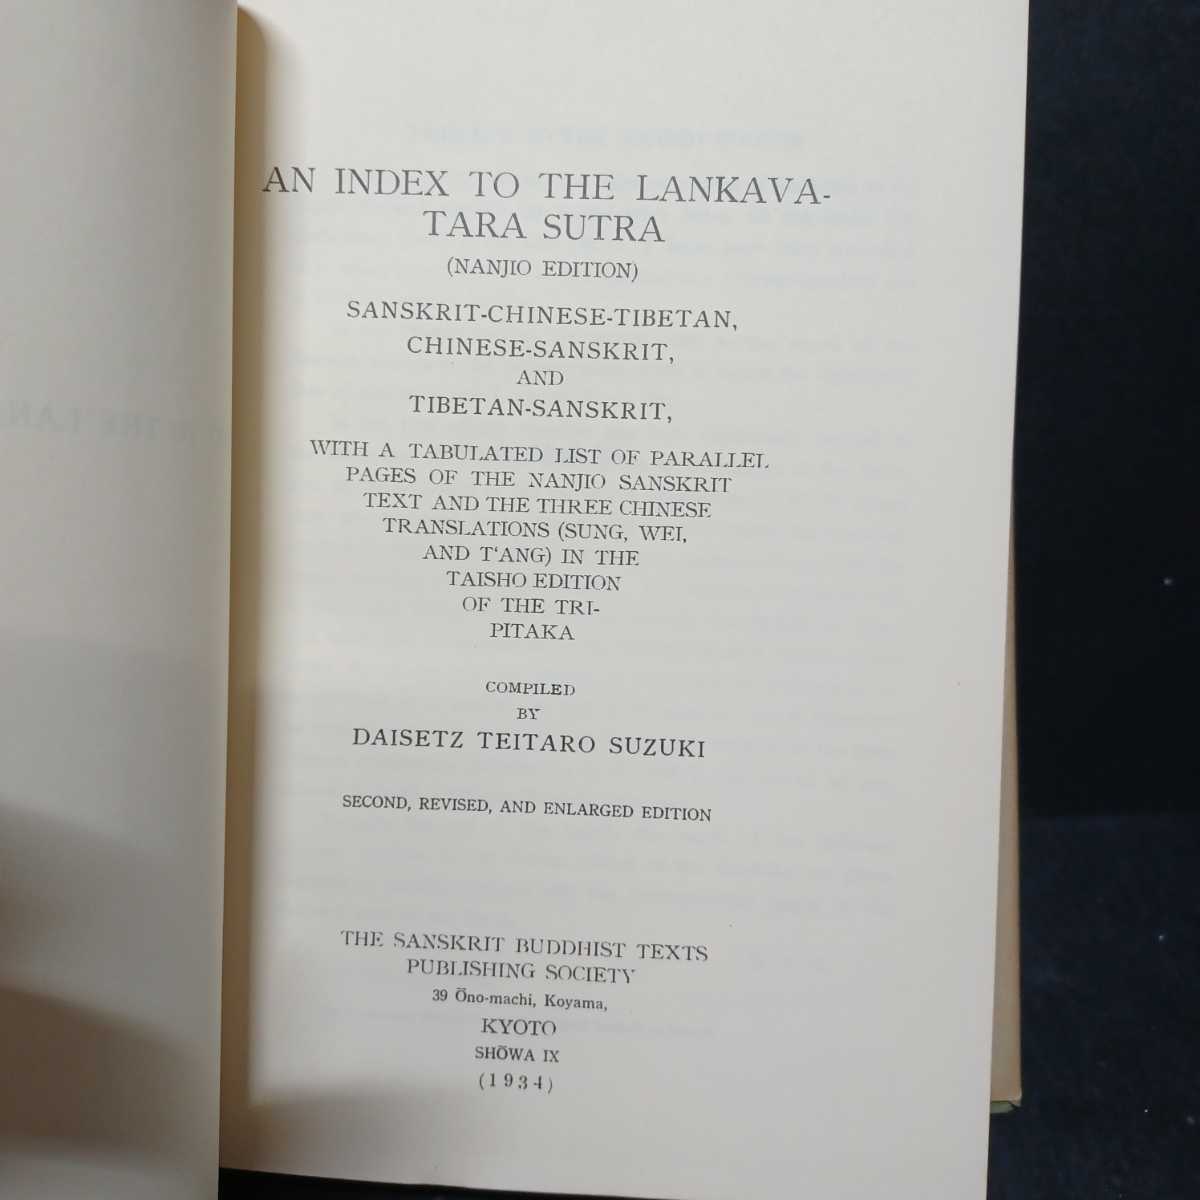 AN INDEX TO THE LANKAVA-
TARA SUTRA
(NANJIO EDITION)
SANSKRIT-CHINESE-TIBETAN,
CHINESE-SANSKRIT,
AND
TIBETAN-SANSKRIT,
WITH A TABULATED LIST OF PARALLEL
PAGES OF THE NANJIO SANSKRIT
TEXT AND THE THREE CHINESE
TRANSLATIONS (SUNG, WEI,
AND T‘ANG) IN THE
TAISHO EDITION
OF THE TRI-
PITAKA
COMPILED
BY
DAISETZ TEITARO SUZUKI
SECOND, REVISED, AND ENLARGED EDITION
THE SANSKRIT BUDDHIST TEXTS
PUBLISHING SOCIETY
39 Ōno-machi, Koyama,
KYOTO
SHŌWA IX
(1934)